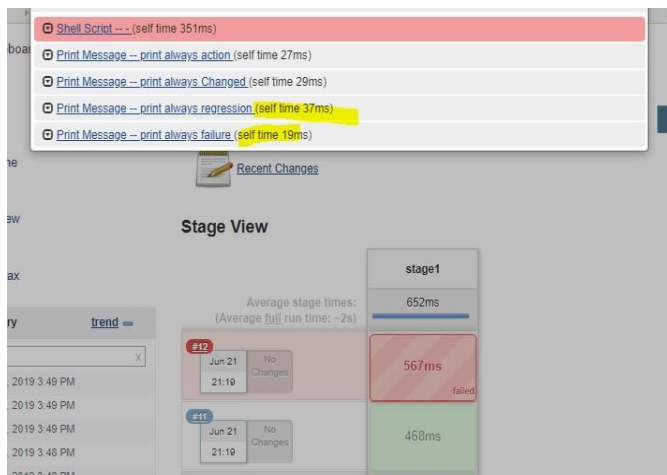 Shell Script -- - (self time 351ms)
Print Message -- print always action (self time 27ms)
Print Message -- print always Changed (self time 29ms)
Print Message -- print always regression (self time 37ms)
Print Message -- print always failure (self time 19ms)
Recent Changes
Stage View
stage1
Average stage times:
(Average full run time: ~2s)
652ms
trend
x
#12
Jun 21
21:19
No
Changes
567ms
failed
#11
Jun 21
21:19
No
Changes
468ms
2019 3:49 PM
2019 3:49 PM
2019 3:49 PM
2019 3:48 PM